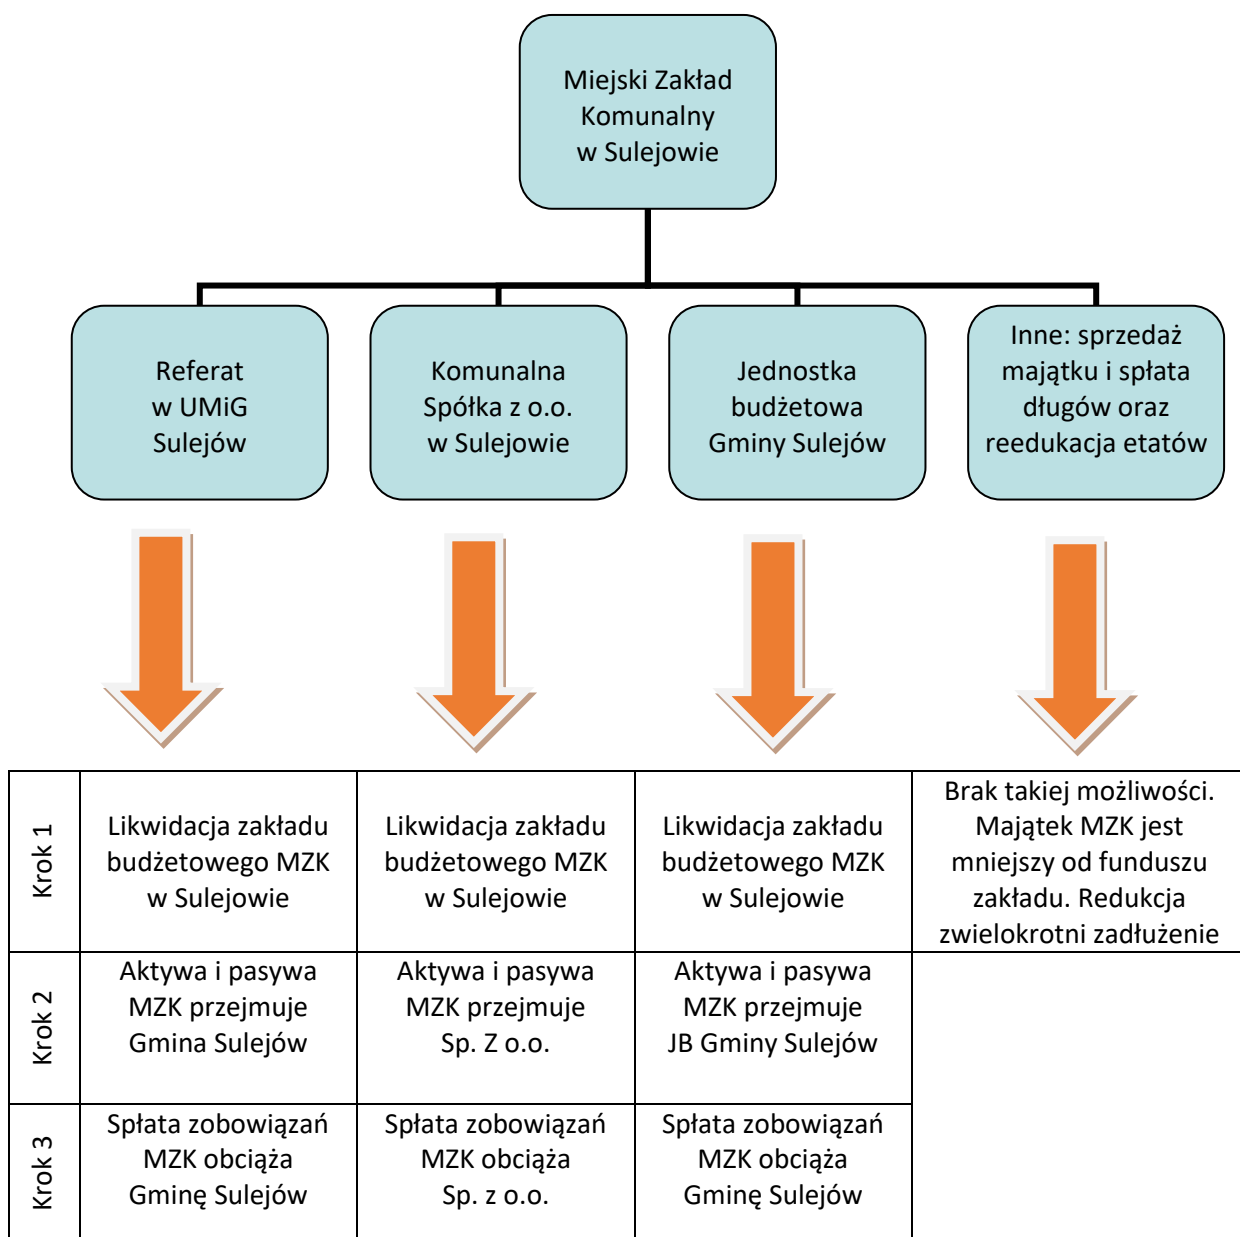 Miejski Zakład
Komunalny
w Sulejowie
Referat
w UMiG
Sulejów
Komunalna
Spółka z o.o.
w Sulejowie
Jednostka
budżetowa
Gminy Sulejów
Inne: sprzedaż
majątku i spłata
długów oraz
reedukacja etatów
Krok 1
Likwidacja zakładu
budżetowego MZK
w Sulejowie
Likwidacja zakładu
budżetowego MZK
w Sulejowie
Likwidacja zakładu
budżetowego MZK
w Sulejowie
Brak takiej możliwości.
Majątek MZK jest
mniejszy od funduszu
zakładu. Redukcja
zwielokrotni zadłużenie
Krok 2
Aktywa i pasywa
MZK przejmuje
Gmina Sulejów
Aktywa i pasywa
MZK przejmuje
Sp. Z o.o.
Aktywa i pasywa
MZK przejmuje
JB Gminy Sulejów
Krok 3
Spłata zobowiązań
MZK obciąża
Gminę Sulejów
Spłata zobowiązań
MZK obciąża
Sp. z o.o.
Spłata zobowiązań
MZK obciąża
Gminę Sulejów